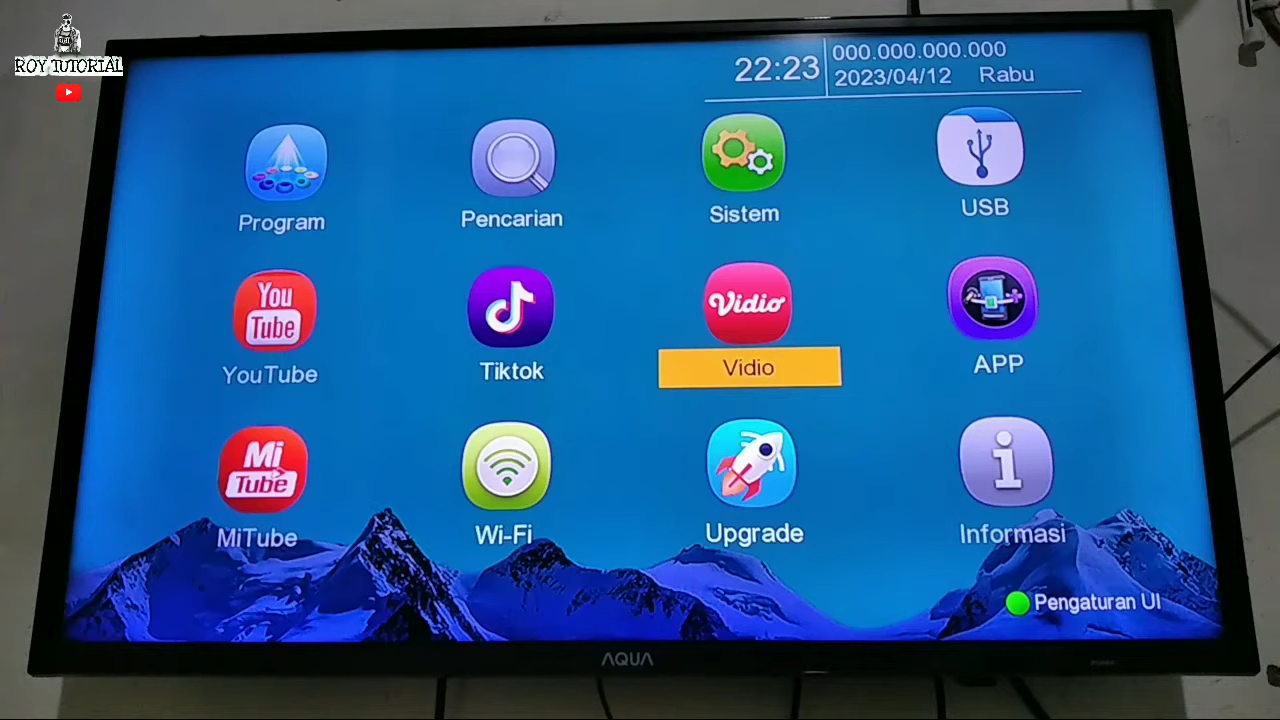 ROY TUTORIAL
22:23
000.000.000.000
2023/04/12 Rabu
Program
Pencarian
Sistem
USB
You
Tube
YouTube
Tiktok
Vidio
Vidio
APP
Mi
Tube
MiTube
Wi-Fi
Upgrade
Informasi
Pengaturan UI
AQUA